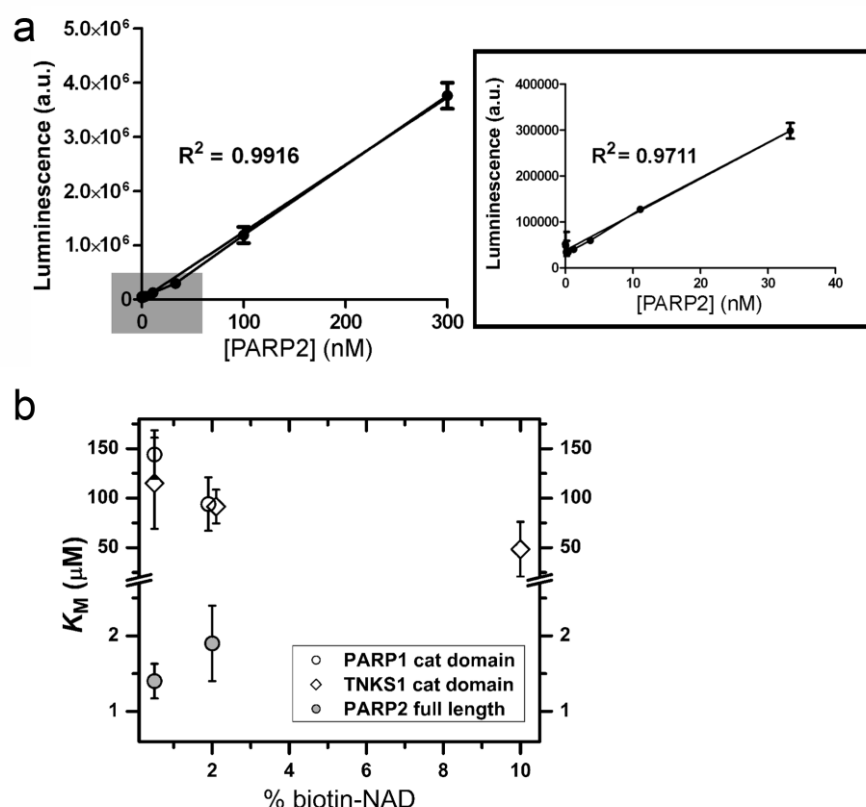 a
Lumninescence (a.u.)
5.0×10⁶
4.0×10⁶
3.0×10⁶
2.0×10⁶
1.0×10⁶
0
R² = 0.9916
0 100 200 300
[PARP2] (nM)
Lumninescence (a.u.)
400000
300000
200000
100000
0
R² = 0.9711
0 10 20 30 40
[PARP2] (nM)
b
K_M (µM)
150 150
100 100
50 50
2 2
1 1
PARP1 cat domain
TNKS1 cat domain
PARP2 full length
0 2 4 6 8 10
% biotin-NAD